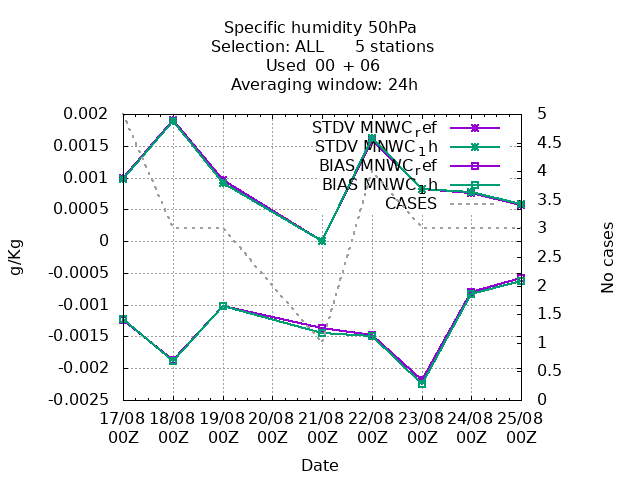 Specific humidity 50hPa
Selection: ALL 5 stations
Used 00 + 06
Averaging window: 24h
0.002
0.0015
0.001
0.0005
0
-0.0005
-0.001
-0.0015
-0.002
-0.0025
g/Kg
STDV MNWC_ref
STDV MNWC_1h
BIAS MNWC_ref
BIAS MNWC_1h
CASES
5
4.5
4
3.5
3
2.5
2
1.5
1
0.5
0
No cases
17/08 18/08 19/08 20/08 21/08 22/08 23/08 24/08 25/08
00Z 00Z 00Z 00Z 00Z 00Z 00Z 00Z 00Z
Date